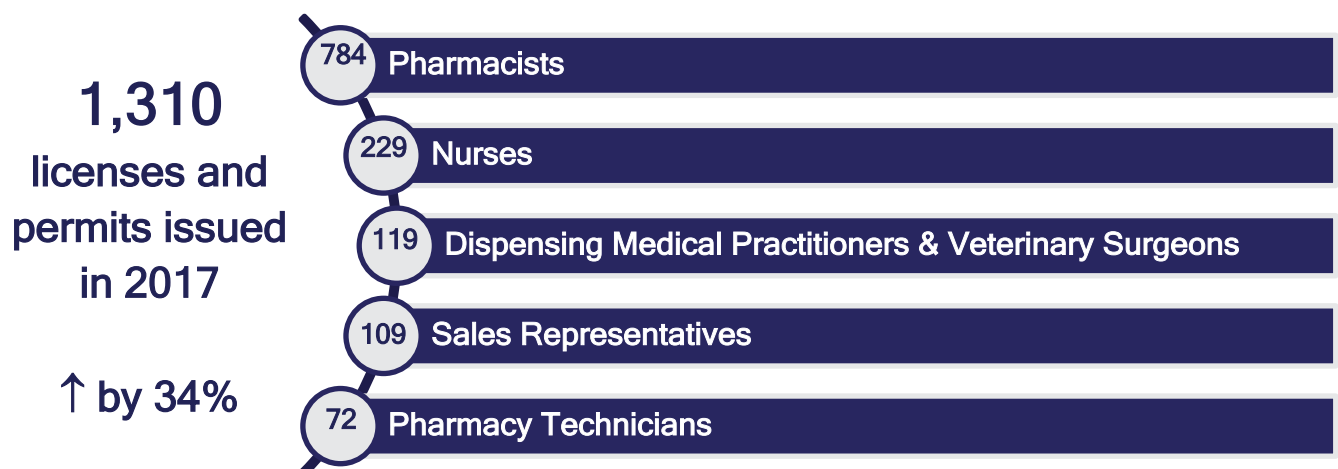 1,310
licenses and
permits issued
in 2017
↑ by 34%
784 Pharmacists
229 Nurses
119 Dispensing Medical Practitioners & Veterinary Surgeons
109 Sales Representatives
72 Pharmacy Technicians